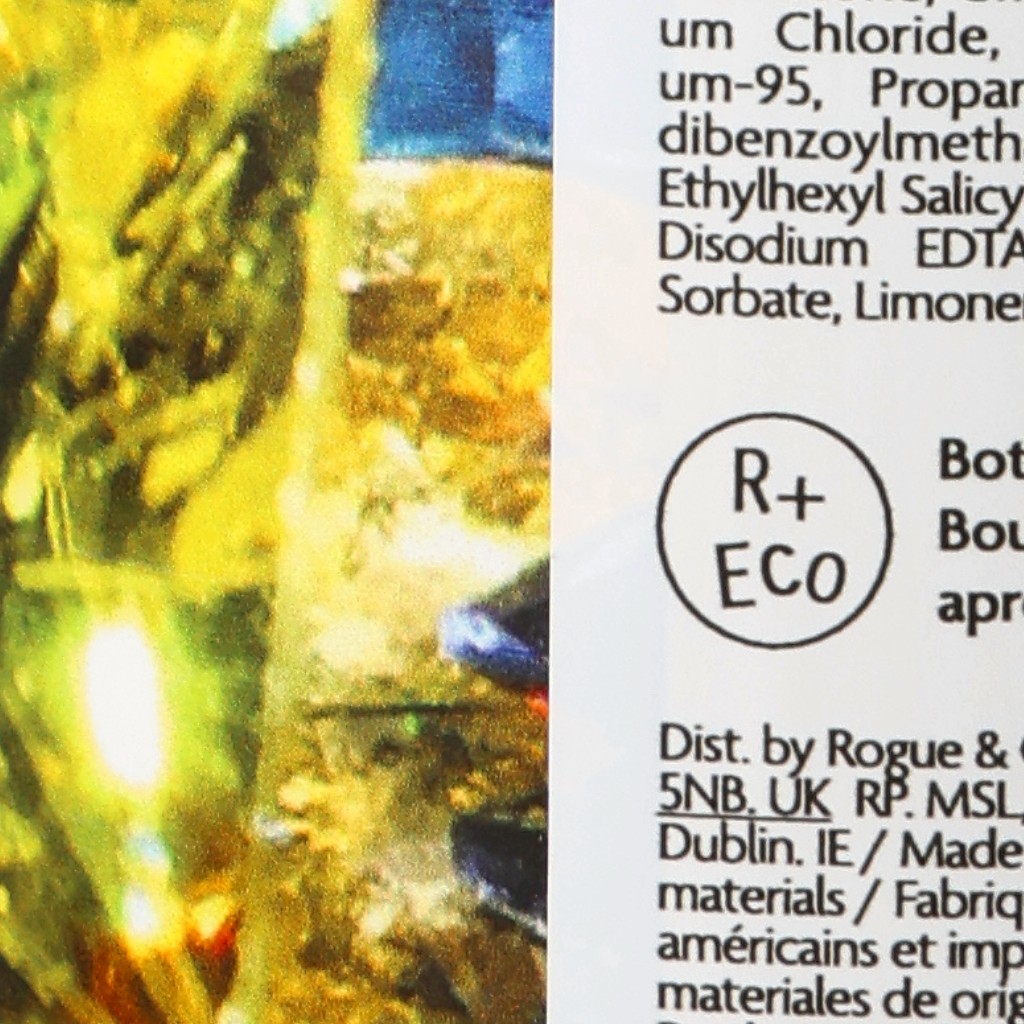 um Chloride,
um-95, Propan
dibenzoylmeth
Ethylhexyl Salicy
Disodium EDTA
Sorbate, Limone
R+
ECO
Bot
Bou
apr
Dist. by Rogue &
5NB. UK RP. MSL,
Dublin. IE / Made
materials / Fabriq
américains et imp
materiales de orig